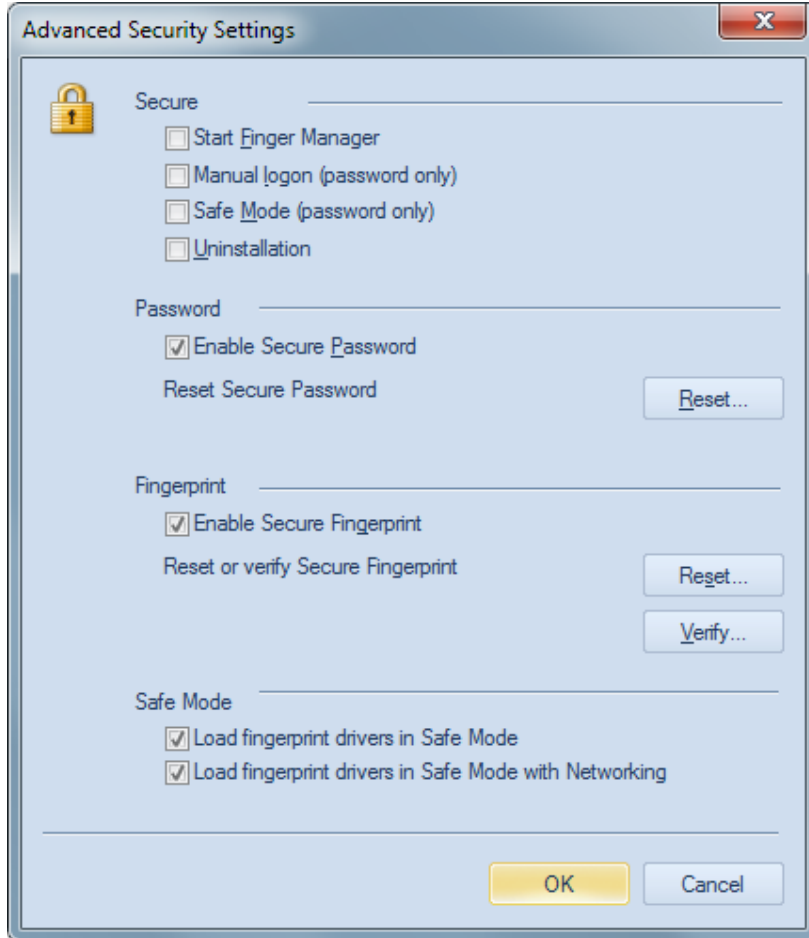 Advanced Security Settings
Secure
Start Finger Manager
Manual logon (password only)
Safe Mode (password only)
Uninstallation
Password
Enable Secure Password
Reset Secure Password
Reset...
Fingerprint
Enable Secure Fingerprint
Reset or verify Secure Fingerprint
Reset...
Verify...
Safe Mode
Load fingerprint drivers in Safe Mode
Load fingerprint drivers in Safe Mode with Networking
OK
Cancel